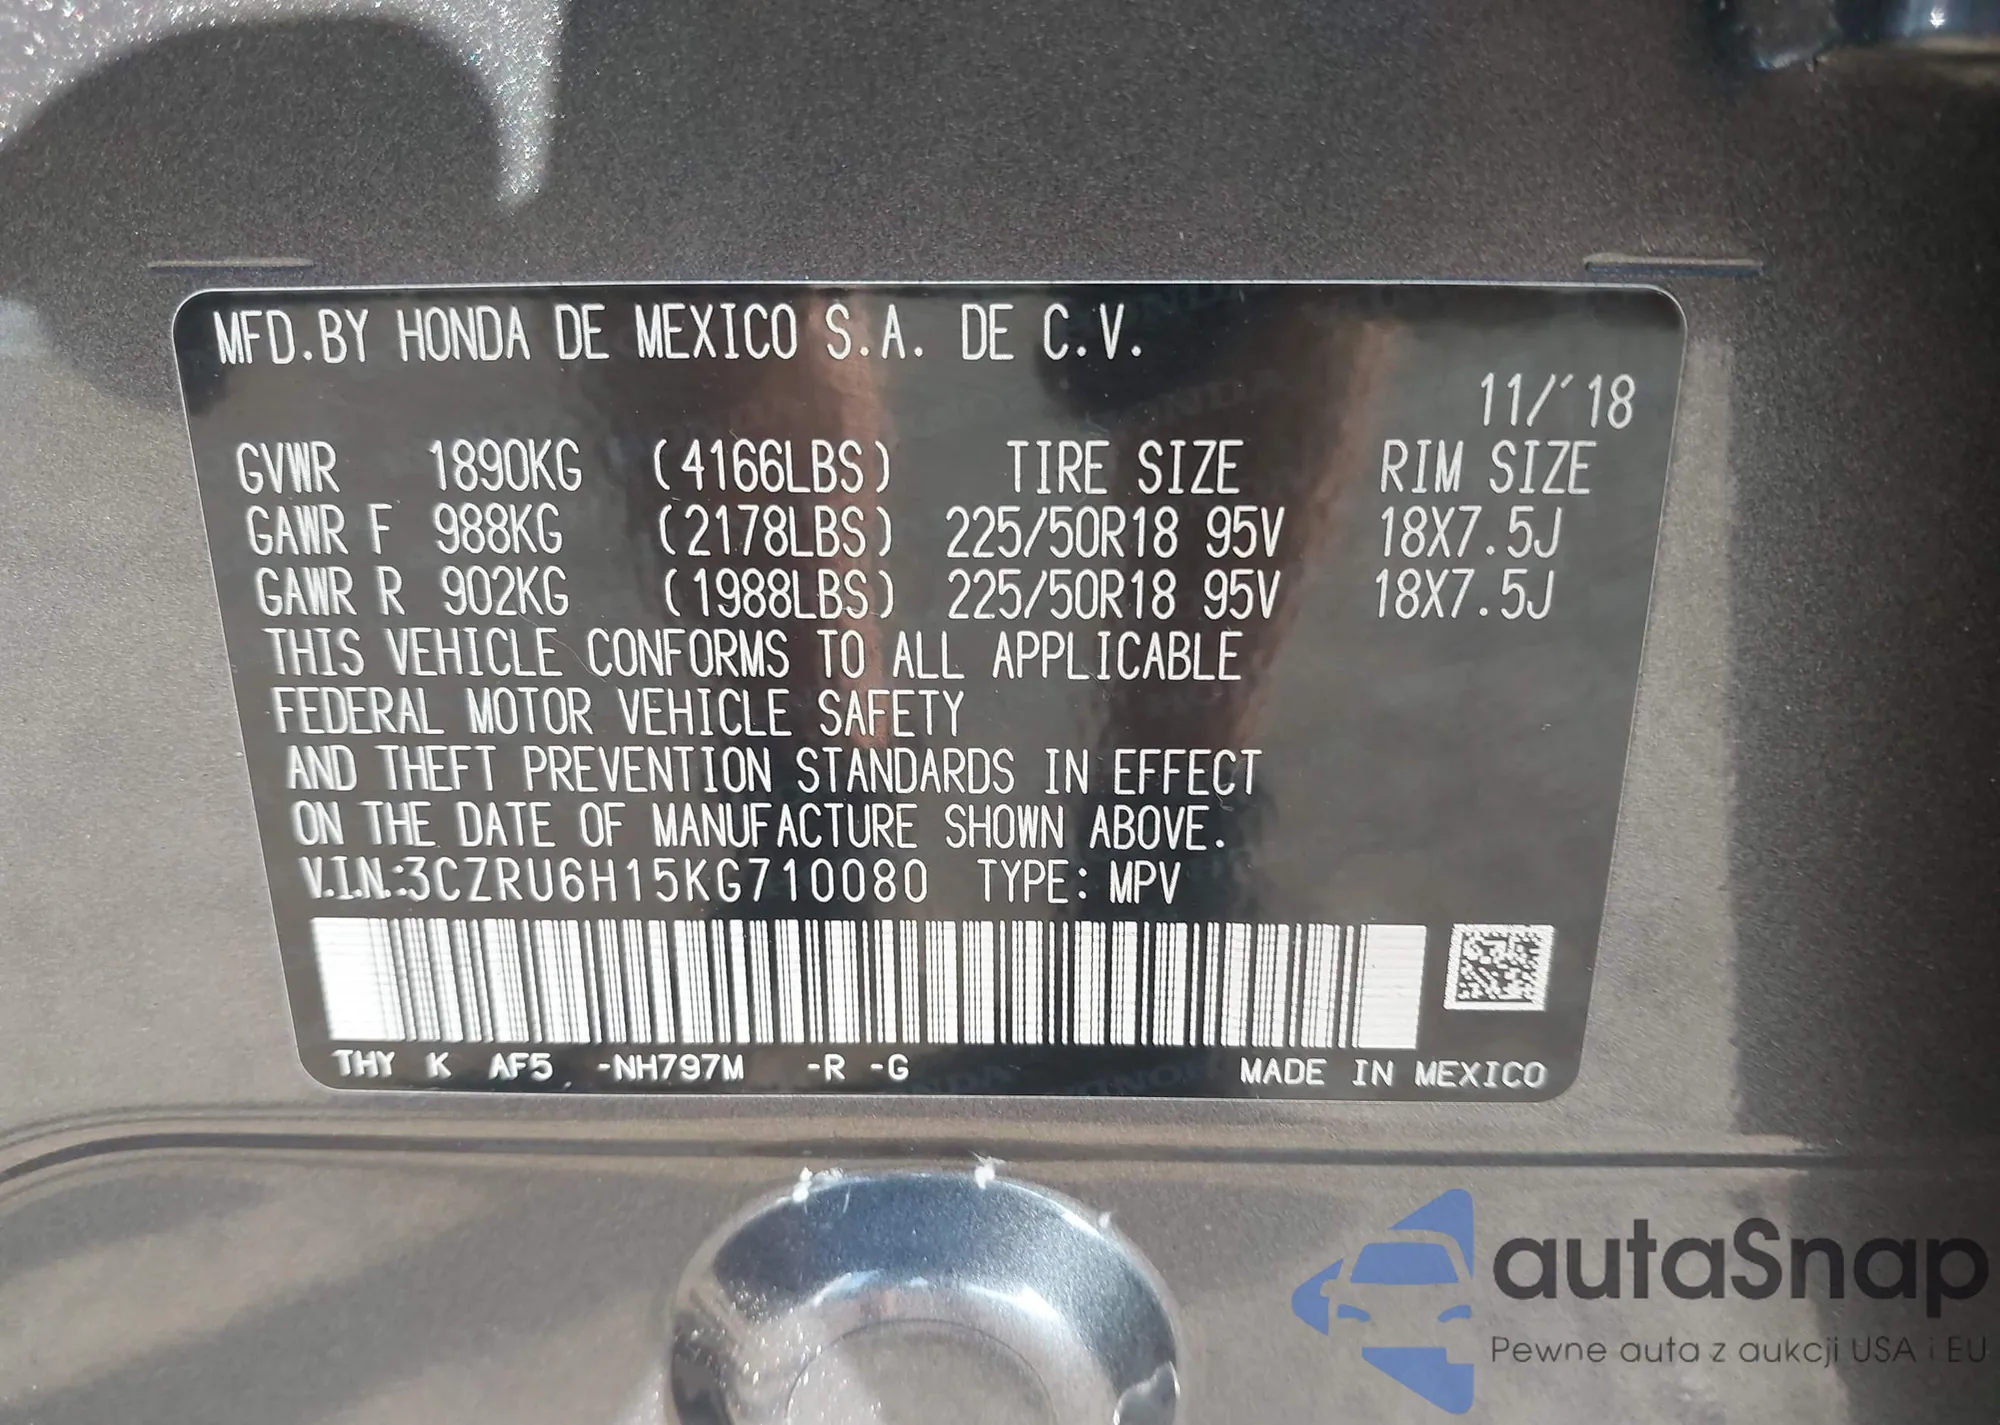 MFD.BY HONDA DE MEXICO S.A. DE C.V.
11/'18
GVWR 1890KG (4166LBS) TIRE SIZE RIM SIZE
GAWR F 988KG (2178LBS) 225/50R18 95V 18X7.5J
GAWR R 902KG (1988LBS) 225/50R18 95V 18X7.5J
THIS VEHICLE CONFORMS TO ALL APPLICABLE
FEDERAL MOTOR VEHICLE SAFETY
AND THEFT PREVENTION STANDARDS IN EFFECT
ON THE DATE OF MANUFACTURE SHOWN ABOVE.
V.I.N.:3CZRU6H15KG710080 TYPE: MPV
THY K AF5 -NH797M -R -G MADE IN MEXICO
autaSnap
Pewne auta z aukcji USA i EU